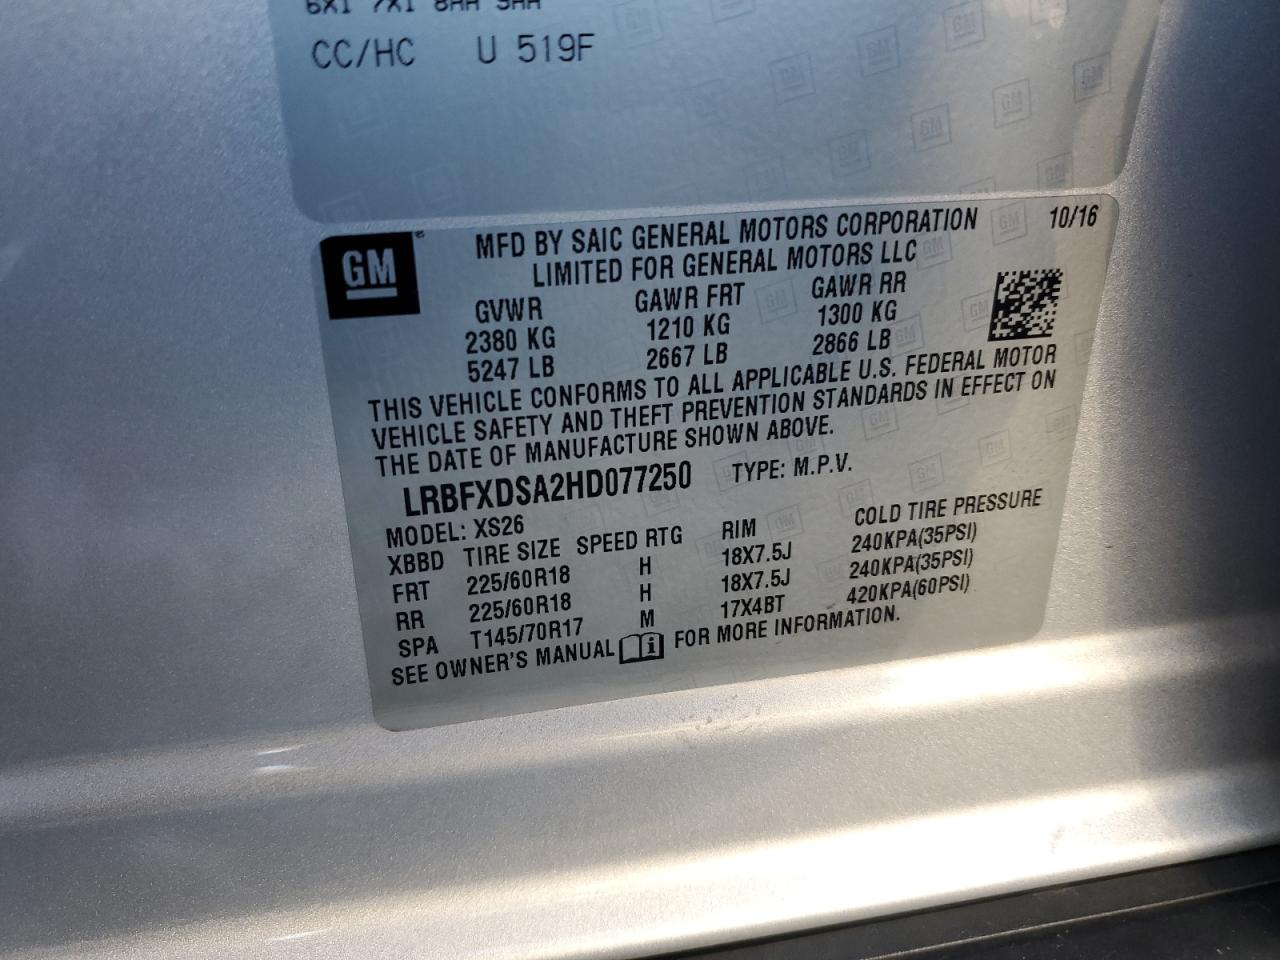 6X1 7X1 8AA 9AA
CC/HC U 519F
GM
MFD BY SAIC GENERAL MOTORS CORPORATION 10/16
LIMITED FOR GENERAL MOTORS LLC
GVWR GAWR FRT GAWR RR
2380 KG 1210 KG 1300 KG
5247 LB 2667 LB 2866 LB
THIS VEHICLE CONFORMS TO ALL APPLICABLE U.S. FEDERAL MOTOR
VEHICLE SAFETY AND THEFT PREVENTION STANDARDS IN EFFECT ON
THE DATE OF MANUFACTURE SHOWN ABOVE.
LRBFXDSA2HD077250 TYPE: M.P.V.
MODEL: XS26
XBBD TIRE SIZE SPEED RTG RIM COLD TIRE PRESSURE
FRT 225/60R18 H 18X7.5J 240KPA(35PSI)
RR 225/60R18 H 18X7.5J 240KPA(35PSI)
SPA T145/70R17 M 17X4BT 420KPA(60PSI)
SEE OWNER'S MANUAL FOR MORE INFORMATION.